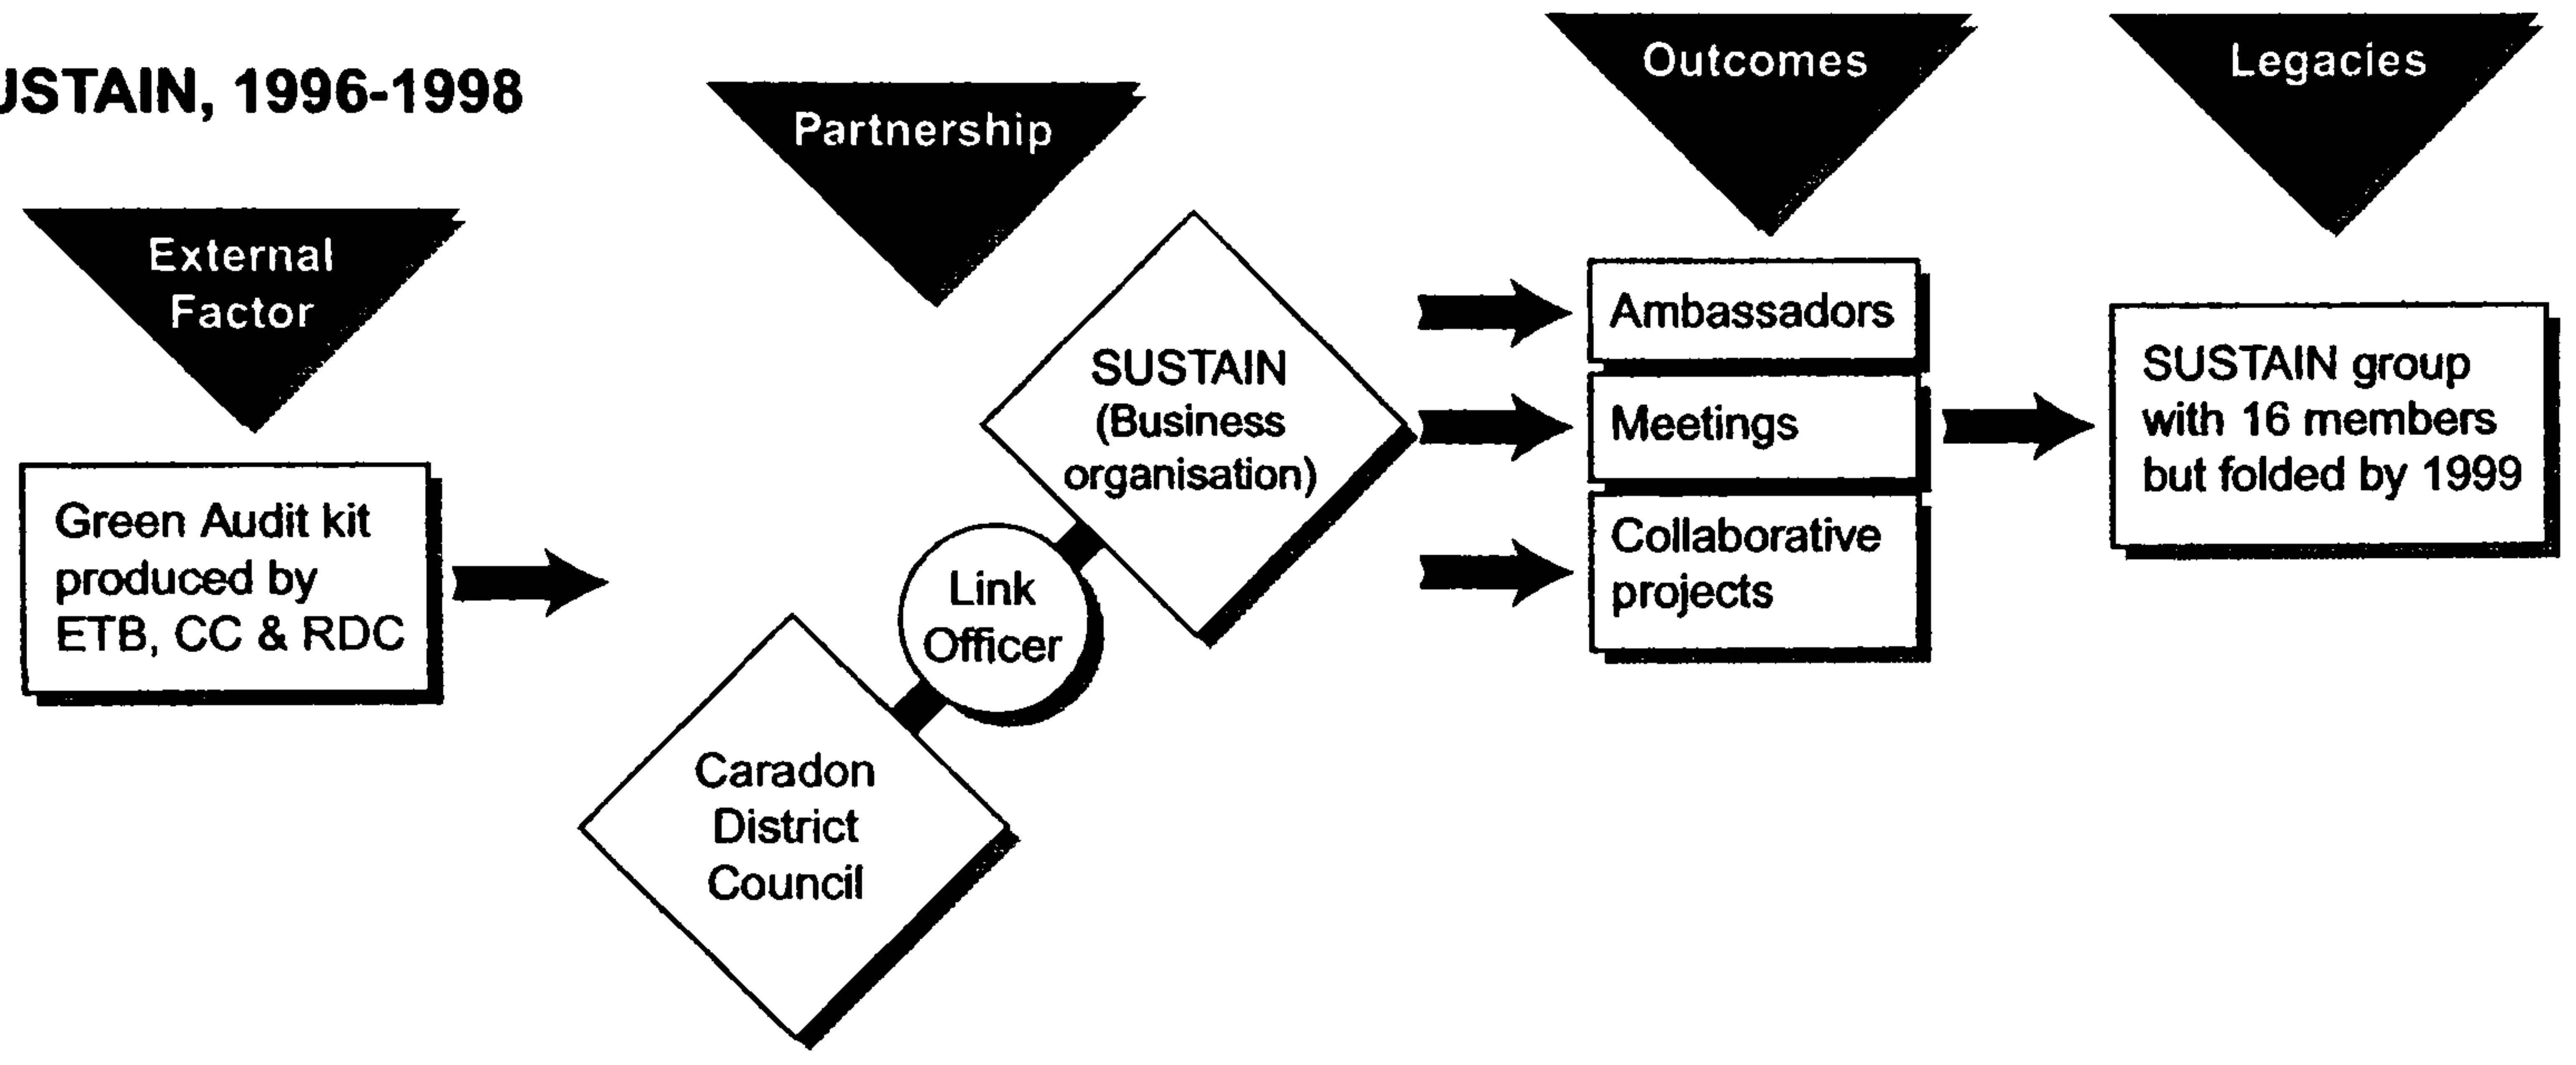 USTAIN, 1996-1998
External
Factor
Green Audit kit
produced by
ETB, CC & RDC
Partnership
SUSTAIN
(Business
organisation)
Link
Officer
Caradon
District
Council
Outcomes
Ambassadors
Meetings
Collaborative
projects
Legacies
SUSTAIN group
with 16 members
but folded by 1999